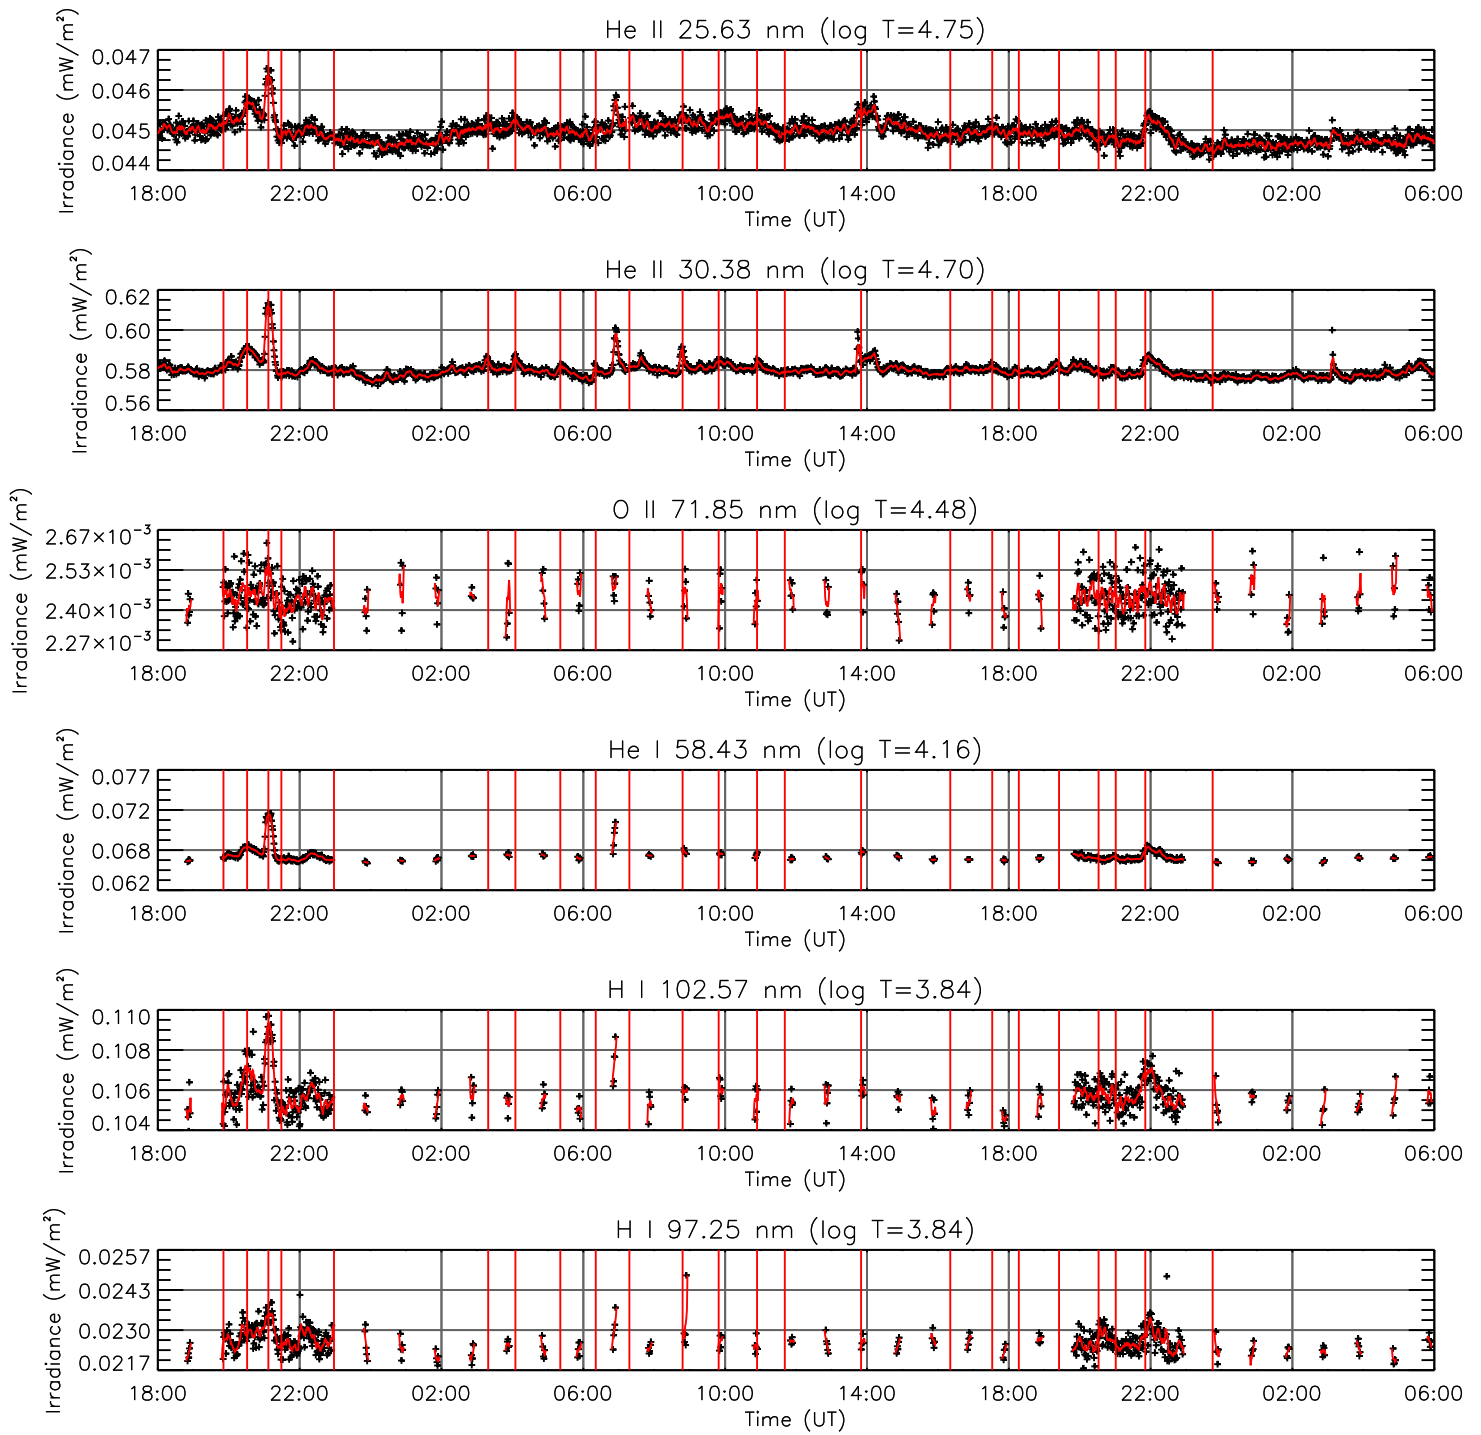 He II 25.63 nm (log T=4.75)
Irradiance (mW/m²)
0.047
0.046
0.045
0.044
18:00 22:00 02:00 06:00 10:00 14:00 18:00 22:00 02:00 06:00
Time (UT)
He II 30.38 nm (log T=4.70)
Irradiance (mW/m²)
0.62
0.60
0.58
0.56
18:00 22:00 02:00 06:00 10:00 14:00 18:00 22:00 02:00 06:00
Time (UT)
O II 71.85 nm (log T=4.48)
Irradiance (mW/m²)
2.67×10⁻³
2.53×10⁻³
2.40×10⁻³
2.27×10⁻³
18:00 22:00 02:00 06:00 10:00 14:00 18:00 22:00 02:00 06:00
Time (UT)
He I 58.43 nm (log T=4.16)
Irradiance (mW/m²)
0.077
0.072
0.068
0.062
18:00 22:00 02:00 06:00 10:00 14:00 18:00 22:00 02:00 06:00
Time (UT)
H I 102.57 nm (log T=3.84)
Irradiance (mW/m²)
0.110
0.108
0.106
0.104
18:00 22:00 02:00 06:00 10:00 14:00 18:00 22:00 02:00 06:00
Time (UT)
H I 97.25 nm (log T=3.84)
Irradiance (mW/m²)
0.0257
0.0243
0.0230
0.0217
18:00 22:00 02:00 06:00 10:00 14:00 18:00 22:00 02:00 06:00
Time (UT)